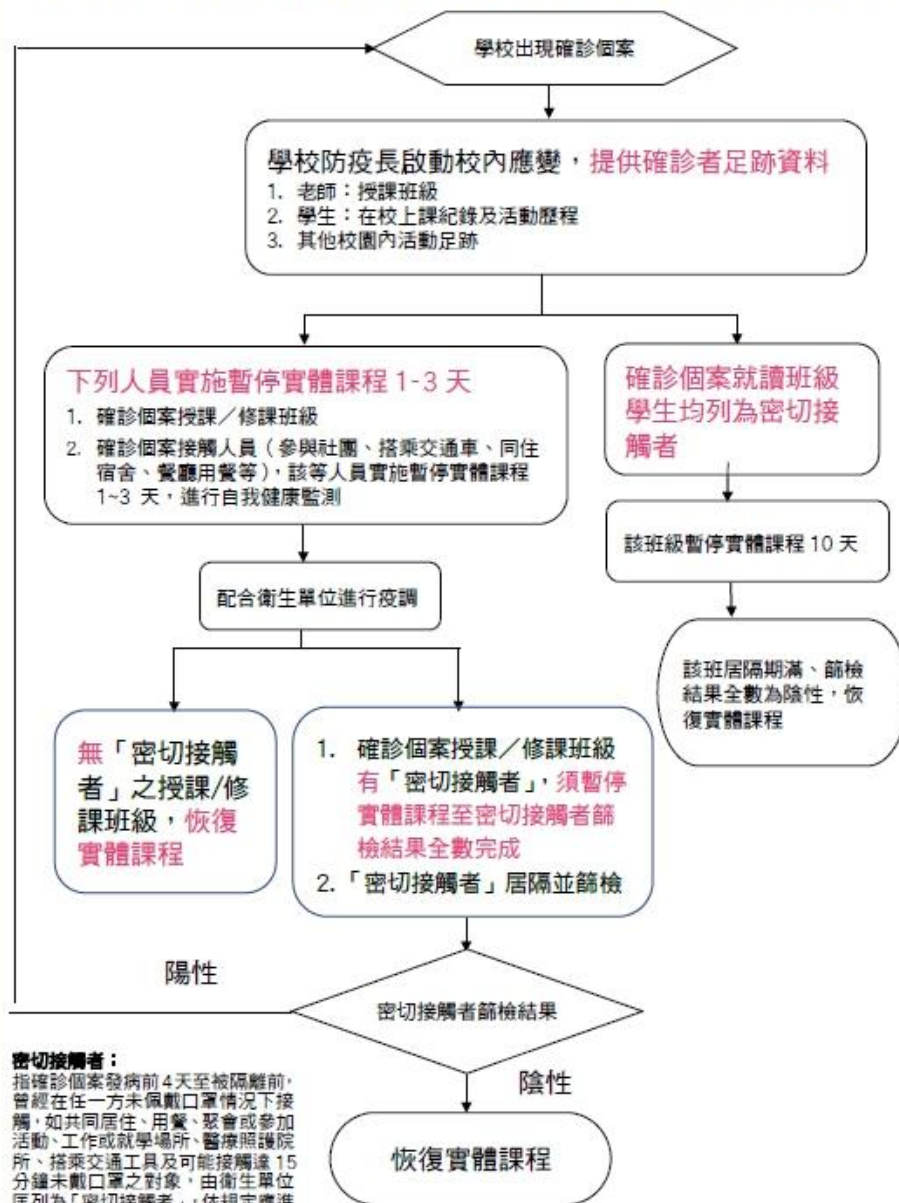 學校出現確診個案
學校防疫長啟動校內應變，提供確診者足跡資料
1. 老師：授課班級
2. 學生：在校上課紀錄及活動歷程
3. 其他校園內活動足跡
下列人員實施暫停實體課程 1-3 天
1. 確診個案授課／修課班級
2. 確診個案接觸人員（參與社團、搭乘交通車、同住
宿舍、餐廳用餐等），該等人員實施暫停實體課程
1~3 天，進行自我健康監測
確診個案就讀班級
學生均列為密切接
觸者
該班級暫停實體課程 10 天
配合衛生單位進行疫調
該班居隔期滿、篩檢
結果全數為陰性，恢
復實體課程
無「密切接觸
者」之授課/修
課班級，恢復
實體課程
1. 確診個案授課／修課班級
有「密切接觸者」，須暫停
實體課程至密切接觸者篩
檢結果全數完成
2.「密切接觸者」居隔並篩檢
陽性
密切接觸者篩檢結果
密切接觸者：
指確診個案發病前4天至被隔離前，
曾經在任一方未佩戴口罩情況下接
觸，如共同居住、用餐、聚會或參加
活動、工作或就學場所、醫療照護院
所、搭乘交通工具及可能接觸達 15
分鐘未戴口罩之對象，由衛生單位
匡列為「密切接觸者」，依規定應進
陰性
恢復實體課程